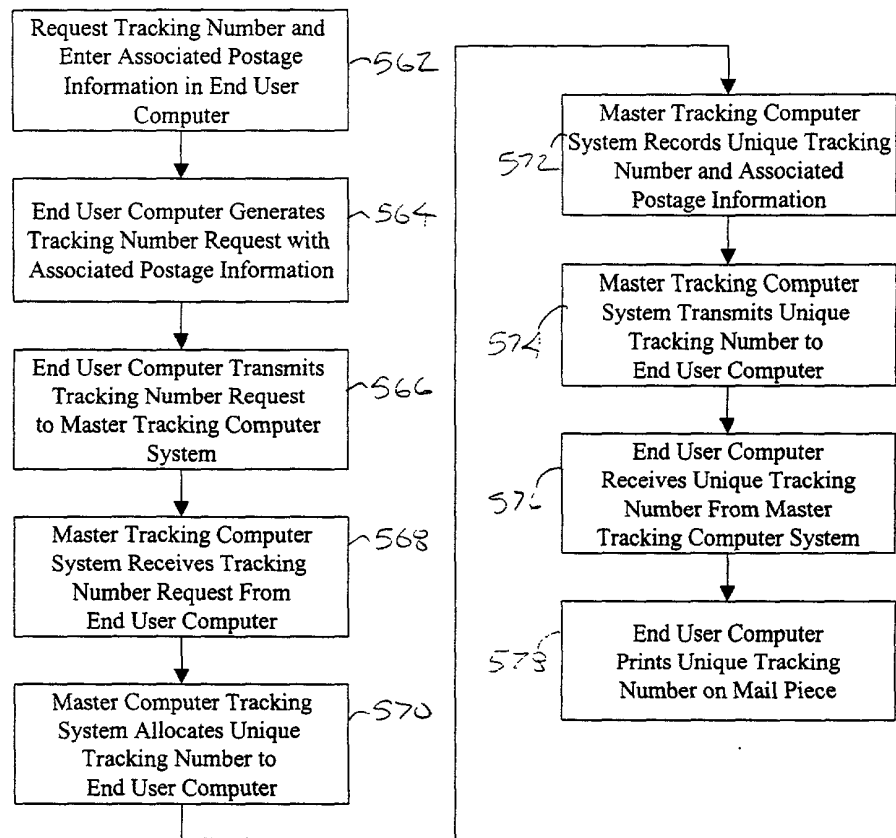 Request Tracking Number and
Enter Associated Postage
Information in End User
Computer
562
End User Computer Generates
Tracking Number Request with
Associated Postage Information
564
End User Computer Transmits
Tracking Number Request
to Master Tracking Computer
System
566
Master Tracking Computer
System Receives Tracking
Number Request From
End User Computer
568
Master Computer Tracking
System Allocates Unique
Tracking Number to
End User Computer
570
Master Tracking Computer
System Records Unique Tracking
Number and Associated
Postage Information
572
Master Tracking Computer
System Transmits Unique
Tracking Number to
End User Computer
574
End User Computer
Receives Unique Tracking
Number From Master
Tracking Computer System
576
End User Computer
Prints Unique Tracking
Number on Mail Piece
578